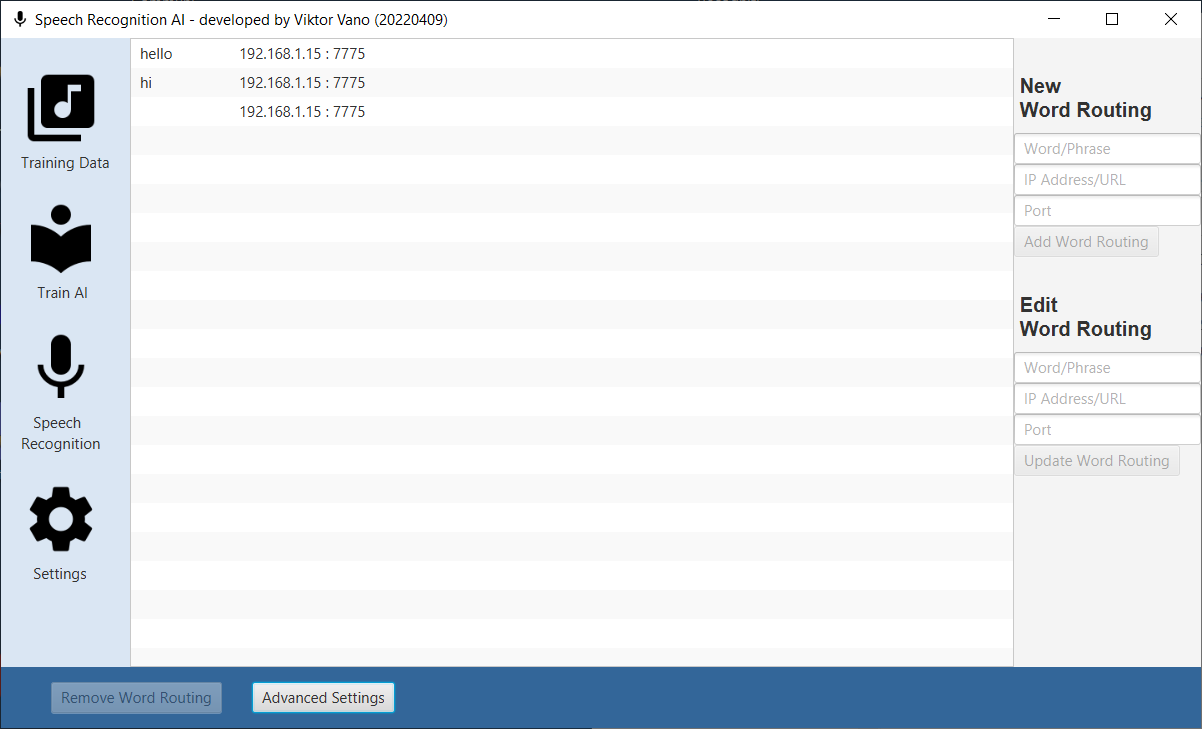 Speech Recognition AI - developed by Viktor Vano (20220409)
Training Data
Train AI
Speech
Recognition
Settings
hello 192.168.1.15 : 7775
hi 192.168.1.15 : 7775
192.168.1.15 : 7775
New
Word Routing
Word/Phrase
IP Address/URL
Port
Add Word Routing
Edit
Word Routing
Word/Phrase
IP Address/URL
Port
Update Word Routing
Remove Word Routing
Advanced Settings